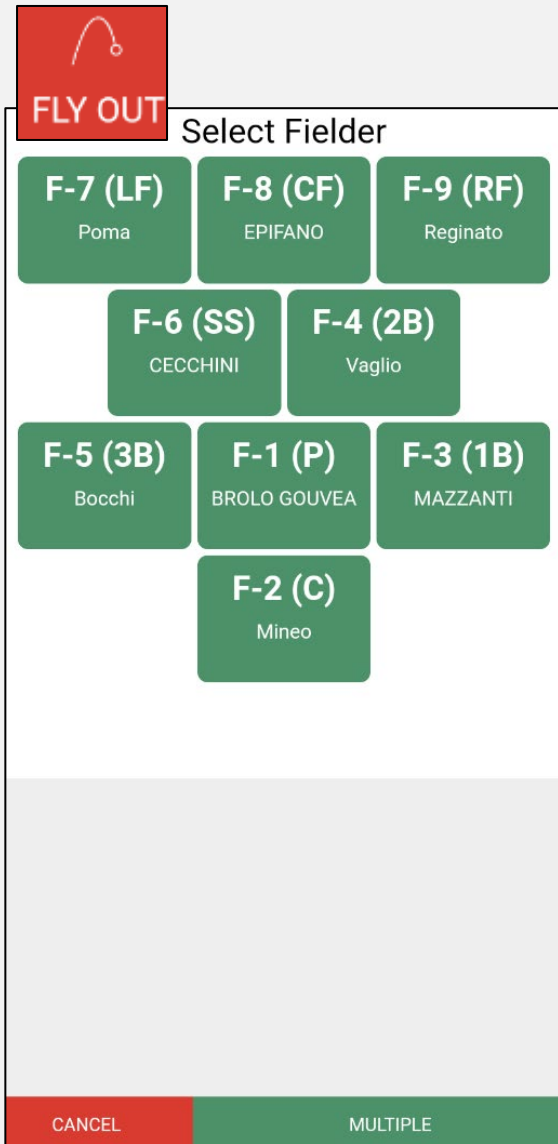 FLY OUT
Select Fielder
F-7 (LF)
Poma
F-8 (CF)
EPIFANO
F-9 (RF)
Reginato
F-6 (SS)
CECCHINI
F-4 (2B)
Vaglio
F-5 (3B)
Bocchi
F-1 (P)
BROLO GOUVEA
F-3 (1B)
MAZZANTI
F-2 (C)
Mineo
CANCEL
MULTIPLE